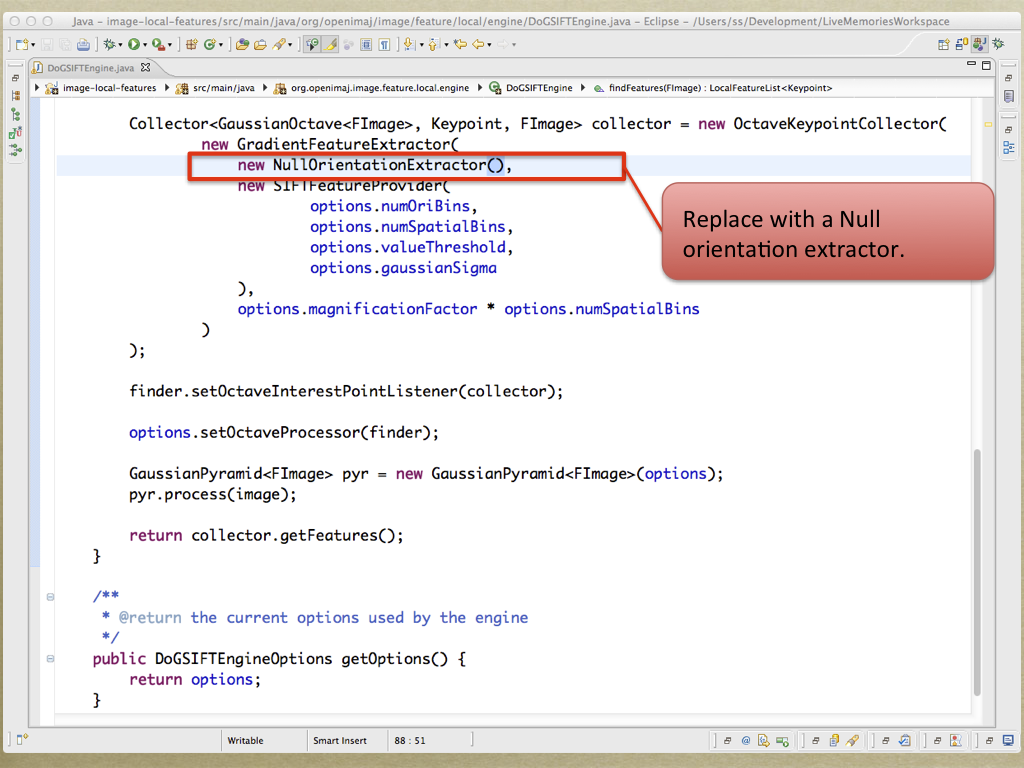 Java – image-local-features/src/main/java/org/openimaj/image/feature/local/engine/DoGSIFTEngine.java – Eclipse – /Users/ss/Development/LiveMemoriesWorkspace
DoGSIFTEngine.java
image-local-features src/main/java org.openimaj.image.feature.local.engine DoGSIFTEngine findFeatures(FImage) : LocalFeatureList<Keypoint>
Collector<GaussianOctave<FImage>, Keypoint, FImage> collector = new OctaveKeypointCollector(
new GradientFeatureExtractor(
new NullOrientationExtractor(),
new SIFTFeatureProvider(
options.numOriBins,
options.numSpatialBins,
options.valueThreshold,
options.gaussianSigma
),
options.magnificationFactor * options.numSpatialBins
)
);
Replace with a Null
orientation extractor.
finder.setOctaveInterestPointListener(collector);
options.setOctaveProcessor(finder);
GaussianPyramid<FImage> pyr = new GaussianPyramid<FImage>(options);
pyr.process(image);
return collector.getFeatures();
}
/**
* @return the current options used by the engine
*/
public DoGSIFTEngineOptions getOptions() {
return options;
}
Writable Smart Insert 88 : 51